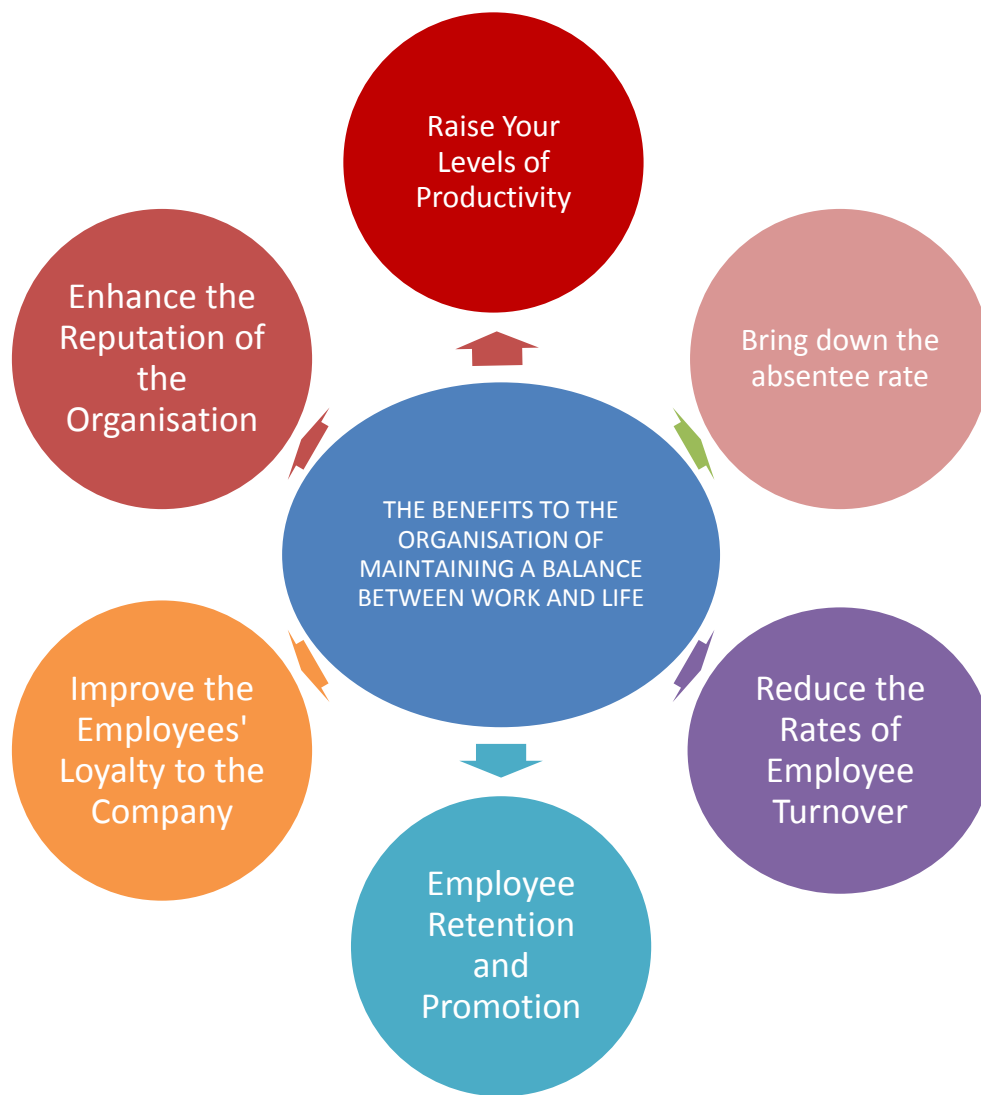 Raise Your
Levels of
Productivity
Bring down the
absentee rate
Reduce the
Rates of
Employee
Turnover
Employee
Retention
and
Promotion
Improve the
Employees'
Loyalty to the
Company
Enhance the
Reputation of
the
Organisation
THE BENEFITS TO THE
ORGANISATION OF
MAINTAINING A BALANCE
BETWEEN WORK AND LIFE